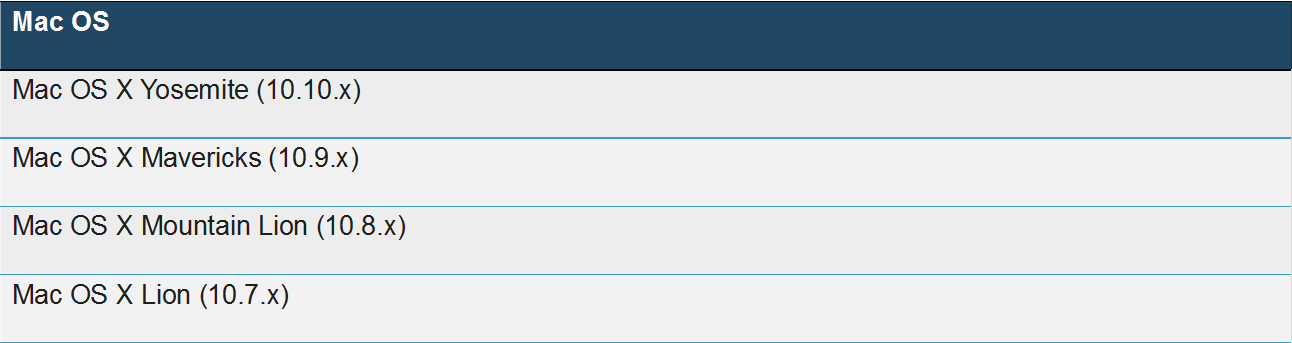 Mac OS
Mac OS X Yosemite (10.10.x)
Mac OS X Mavericks (10.9.x)
Mac OS X Mountain Lion (10.8.x)
Mac OS X Lion (10.7.x)